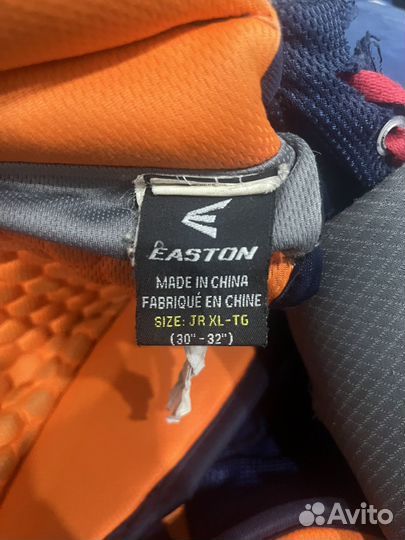 EASTON
MADE IN CHINA
FABRIQUÉ EN CHINE
SIZE: JR XL-TG
(30" - 32")
Avito